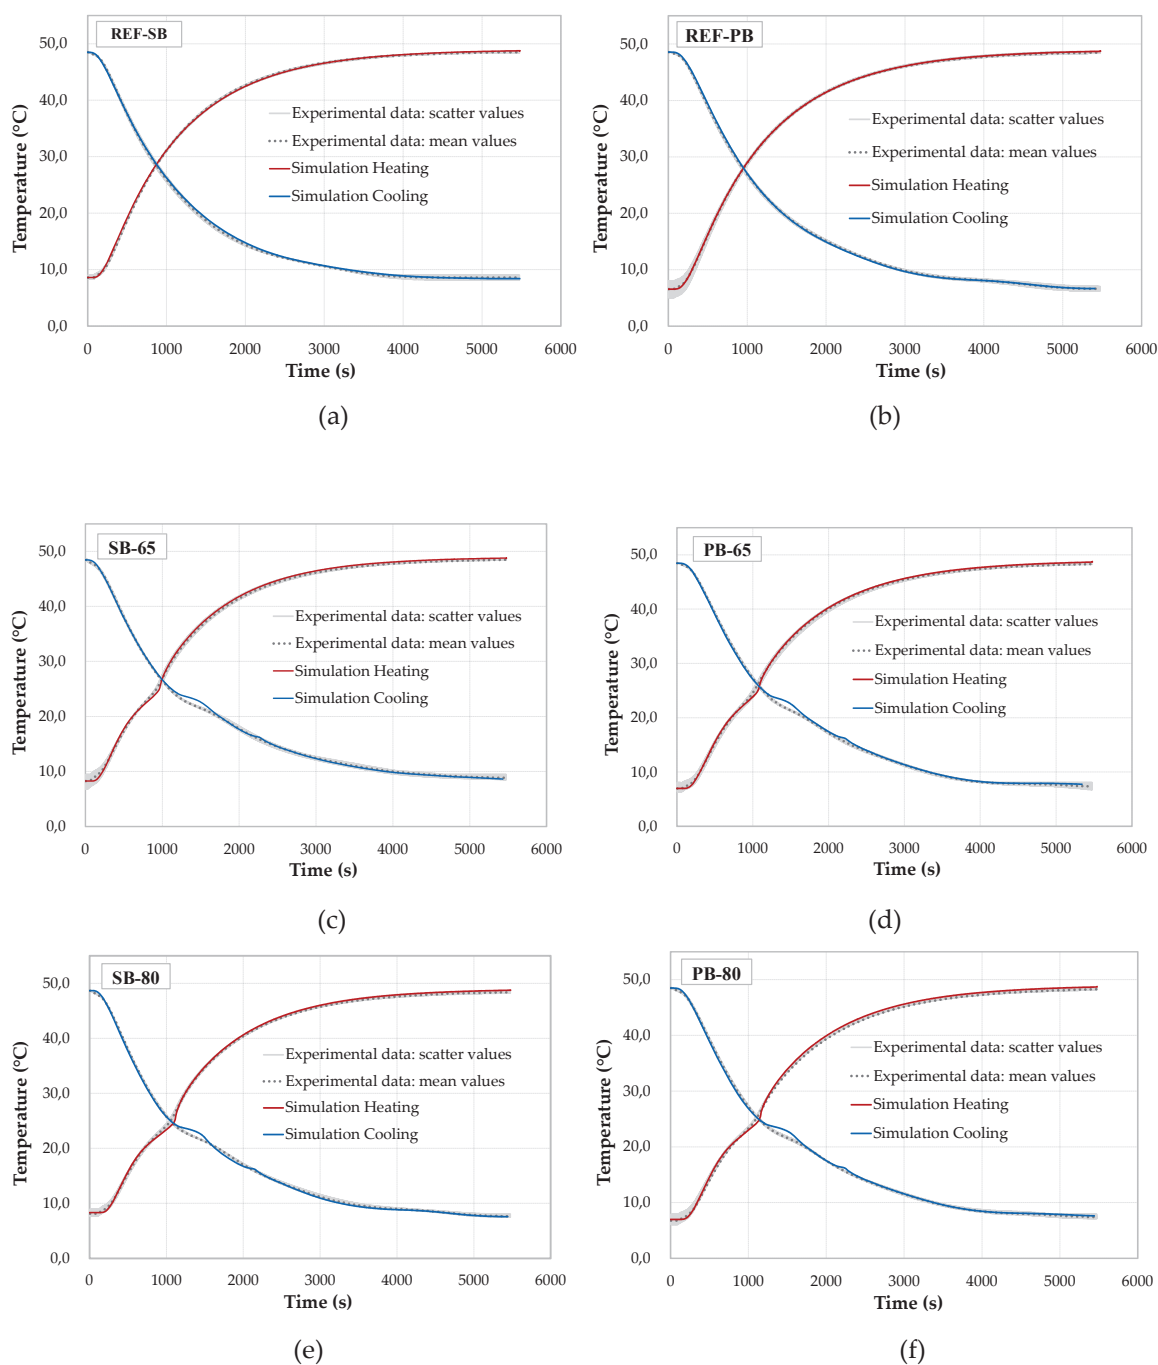 REF-SB
50,0
40,0
30,0
20,0
10,0
0,0
Temperature (°C)
Experimental data: scatter values
Experimental data: mean values
Simulation Heating
Simulation Cooling
0 1000 2000 3000 4000 5000 6000
Time (s)
(a)
REF-PB
50,0
40,0
30,0
20,0
10,0
0,0
Temperature (°C)
Experimental data: scatter values
Experimental data: mean values
Simulation Heating
Simulation Cooling
0 1000 2000 3000 4000 5000 6000
Time (s)
(b)
SB-65
50,0
40,0
30,0
20,0
10,0
0,0
Temperature (°C)
Experimental data: scatter values
Experimental data: mean values
Simulation Heating
Simulation Cooling
0 1000 2000 3000 4000 5000 6000
Time (s)
(c)
PB-65
50,0
40,0
30,0
20,0
10,0
0,0
Temperature (°C)
Experimental data: scatter values
Experimental data: mean values
Simulation Heating
Simulation Cooling
0 1000 2000 3000 4000 5000 6000
Time (s)
(d)
SB-80
50,0
40,0
30,0
20,0
10,0
0,0
Temperature (°C)
Experimental data: scatter values
Experimental data: mean values
Simulation Heating
Simulation Cooling
0 1000 2000 3000 4000 5000 6000
Time (s)
(e)
PB-80
50,0
40,0
30,0
20,0
10,0
0,0
Temperature (°C)
Experimental data: scatter values
Experimental data: mean values
Simulation Heating
Simulation Cooling
0 1000 2000 3000 4000 5000 6000
Time (s)
(f)